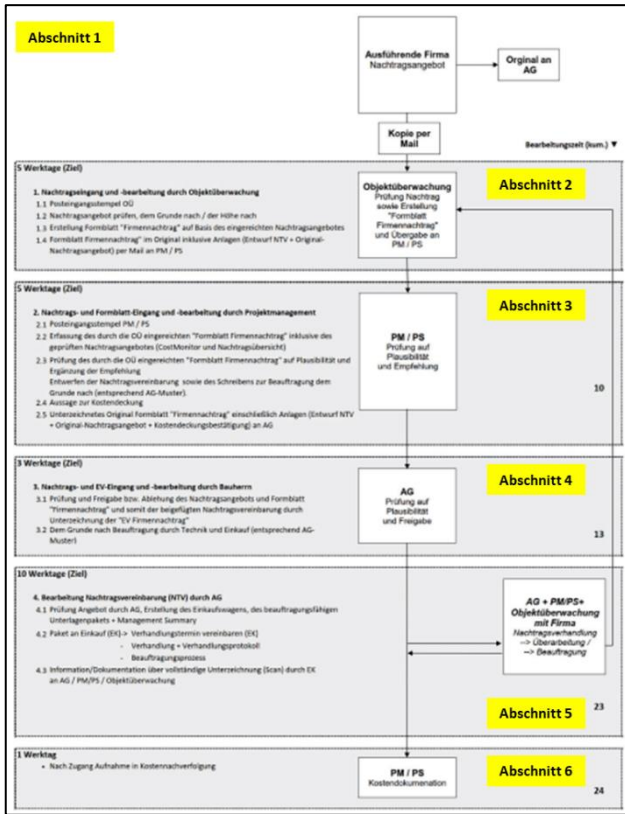 Abschnitt 1
Ausführende Firma
Nachtragsangebot
Orginal an
AG
Kopie per
Mail
Bearbeitungszeit (kum.) ▼
5 Werktage (Ziel)
Abschnitt 2
1. Nachtragseingang und -bearbeitung durch Objektüberwachung
1.1 Posteingangsstempel OÜ
1.2 Nachtragsangebot prüfen, dem Grunde nach / der Höhe nach
1.3 Erstellung Formblatt "Firmennachtrag" auf Basis des eingereichten Nachtragsangebotes
1.4 Formblatt Firmennachtrag" im Original inklusive Anlagen (Entwurf NTV + Original-
Nachtragsangebot) per Mail an PM / PS
Objektüberwachung
Prüfung Nachtrag
sowie Erstellung
"Formblatt
Firmennachtrag"
und Übergabe an
PM / PS
5 Werktage (Ziel)
Abschnitt 3
2. Nachtrags- und Formblatt-Eingang und -bearbeitung durch Projektmanagement
2.1 Posteingangsstempel PM / PS
2.2 Erfassung des durch die OÜ eingereichten "Formblatt Firmennachtrag" inklusive des
geprüften Nachtragsangebotes (CostMonitor und Nachtragsübersicht)
2.3 Prüfung des durch die OÜ eingereichten "Formblatt Firmennachtrag" auf Plausibilität und
Ergänzung der Empfehlung
Entwerfen der Nachtragsvereinbarung sowie des Schreibens zur Beauftragung dem
Grunde nach (entsprechend AG-Muster).
2.4 Aussage zur Kostendeckung
2.5 Unterzeichnetes Original Formblatt "Firmennachtrag" einschließlich Anlagen (Entwurf NTV
+ Original-Nachtragsangebot + Kostendeckungsbestätigung) an AG
PM / PS
Prüfung auf
Plausibilität
und Empfehlung
10
3 Werktage (Ziel)
Abschnitt 4
3. Nachtrags- und EV-Eingang und -bearbeitung durch Bauherrn
3.1 Prüfung und Freigabe bzw. Ablehung des Nachtragsangebots und Formblatt
"Firmennachtrag" und somit der beigefügten Nachtragsvereinbarung durch
Unterzeichnung der "EV Firmennachtrag"
3.2 Dem Grunde nach Beauftragung durch Technik und Einkauf (entsprechend AG-
Muster)
AG
Prüfung auf
Plausibilität
und Freigabe
13
10 Werktage (Ziel)
4. Bearbeitung Nachtragsvereinbarung (NTV) durch AG
4.1 Prüfung Angebot durch AG, Erstellung des Einkaufswagens, des beauftragungsfähigen
Unterlagenpakets + Management Summary
4.2 Paket an Einkauf (EK)-> Verhandlungstermin vereinbaren (EK)
- Verhandlung + Verhandlungsprotokoll
- Beauftragungsprozess
4.3 Information/Dokumentation über vollständige Unterzeichnung (Scan) durch EK
an AG / PM/PS / Objektüberwachung
AG + PM/PS+
Objektüberwachung
mit Firma
Nachtragsverhandlung
--> Überarbeitung /
--> Beauftragung
23
Abschnitt 5
1 Werktag
• Nach Zugang Aufnahme in Kostennachverfolgung
PM / PS
Kostendokumenation
Abschnitt 6
24